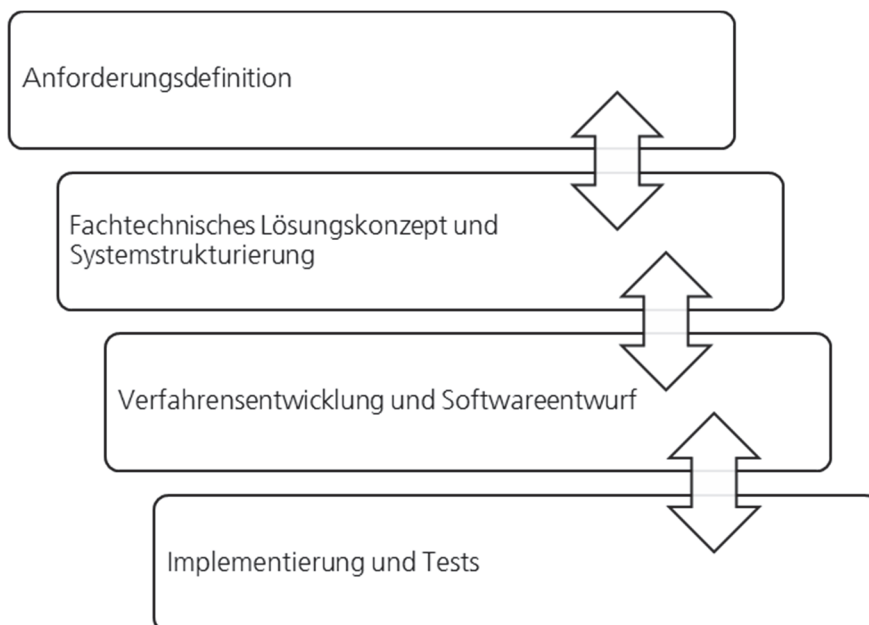 Anforderungsdefinition
Fachtechnisches Lösungskonzept und
Systemstrukturierung
Verfahrensentwicklung und Softwareentwurf
Implementierung und Tests